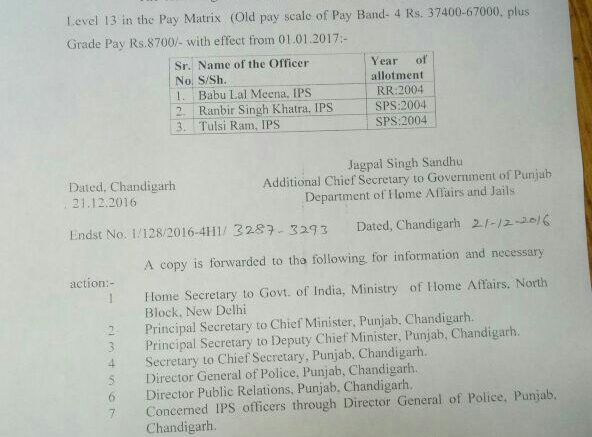 Level 13 in the Pay Matrix (Old pay scale of Pay Band- 4 Rs. 37400-67000, plus
Grade Pay Rs.8700/- with effect from 01.01.2017:-
Sr. No. Name of the Officer S/Sh. Year of allotment
1. Babu Lal Meena, IPS RR:2004
2. Ranbir Singh Khatra, IPS SPS:2004
3. Tulsi Ram, IPS SPS:2004
Jagpal Singh Sandhu
Dated, Chandigarh Additional Chief Secretary to Government of Punjab
21.12.2016 Department of Home Affairs and Jails
Endst No. 1/128/2016-4H1/ 3287-3293 Dated, Chandigarh 21-12-2016
A copy is forwarded to the following for information and necessary
action:-
1 Home Secretary to Govt. of India, Ministry of Home Affairs, North
Block, New Delhi
2 Principal Secretary to Chief Minister, Punjab, Chandigarh.
3 Principal Secretary to Deputy Chief Minister, Punjab, Chandigarh.
4 Secretary to Chief Secretary, Punjab, Chandigarh.
5 Director General of Police, Punjab, Chandigarh.
6 Director Public Relations, Punjab, Chandigarh.
7 Concerned IPS officers through Director General of Police, Punjab,
Chandigarh.